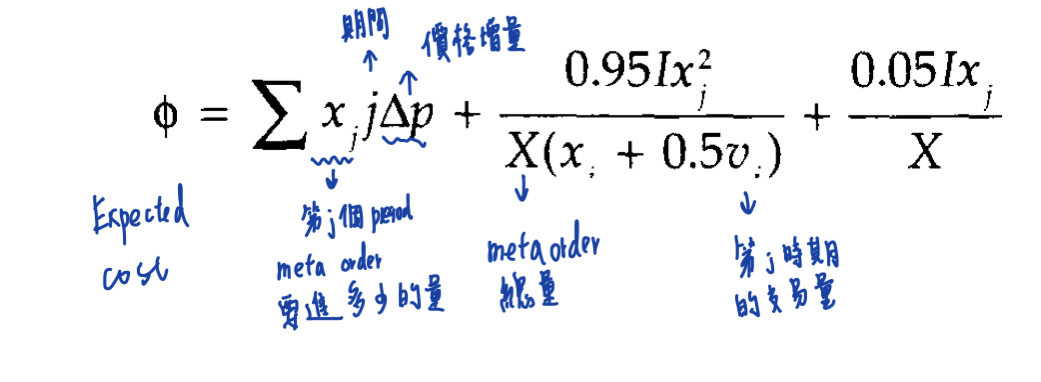 期間
價格增量
ϕ = ∑ x_j jΔp + 0.95Ix_j^2 / X(x_j + 0.5v_j) + 0.05Ix_j / X
Expected
cost
第j個period
meta order
要進多少的量
meta order
總量
第j時期
的交易量